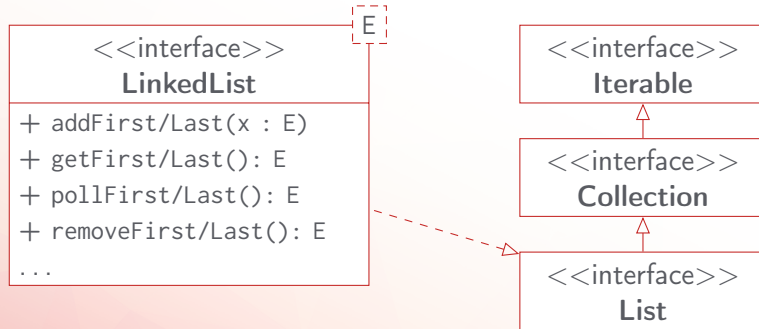 E
<<interface>>
LinkedList
+ addFirst/Last(x : E)
+ getFirst/Last(): E
+ pollFirst/Last(): E
+ removeFirst/Last(): E
...
<<interface>>
Iterable
<<interface>>
Collection
<<interface>>
List